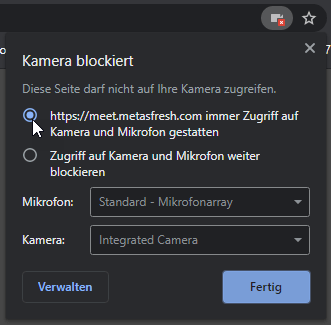 Kamera blockiert
Diese Seite darf nicht auf Ihre Kamera zugreifen.
https://meet.metasfresh.com immer Zugriff auf
Kamera und Mikrofon gestatten
Zugriff auf Kamera und Mikrofon weiter
blockieren
Mikrofon: Standard - Mikrofonarray
Kamera: Integrated Camera
Verwalten Fertig